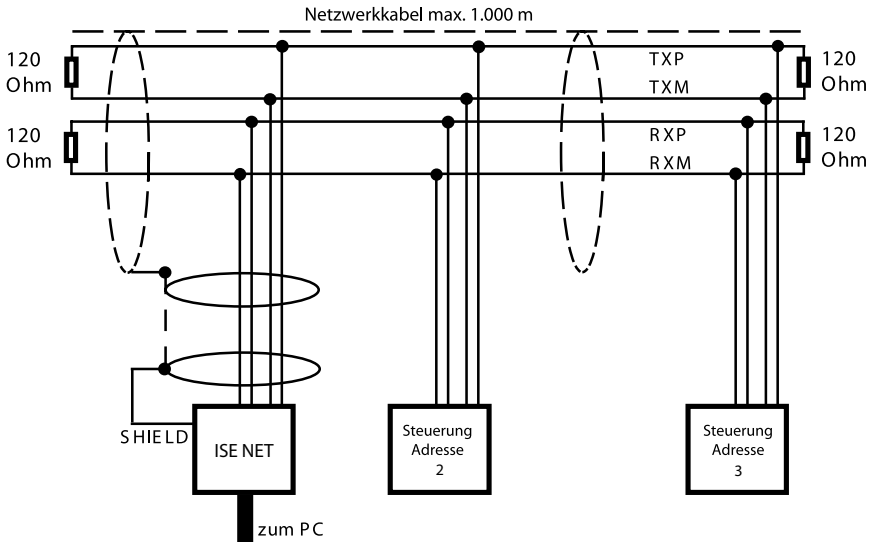 Netzwerkkabel max. 1.000 m
120
Ohm
TXP
TXM
120
Ohm
120
Ohm
RXP
RXM
120
Ohm
SHIELD
ISE NET
Steuerung
Adresse
2
Steuerung
Adresse
3
zum PC